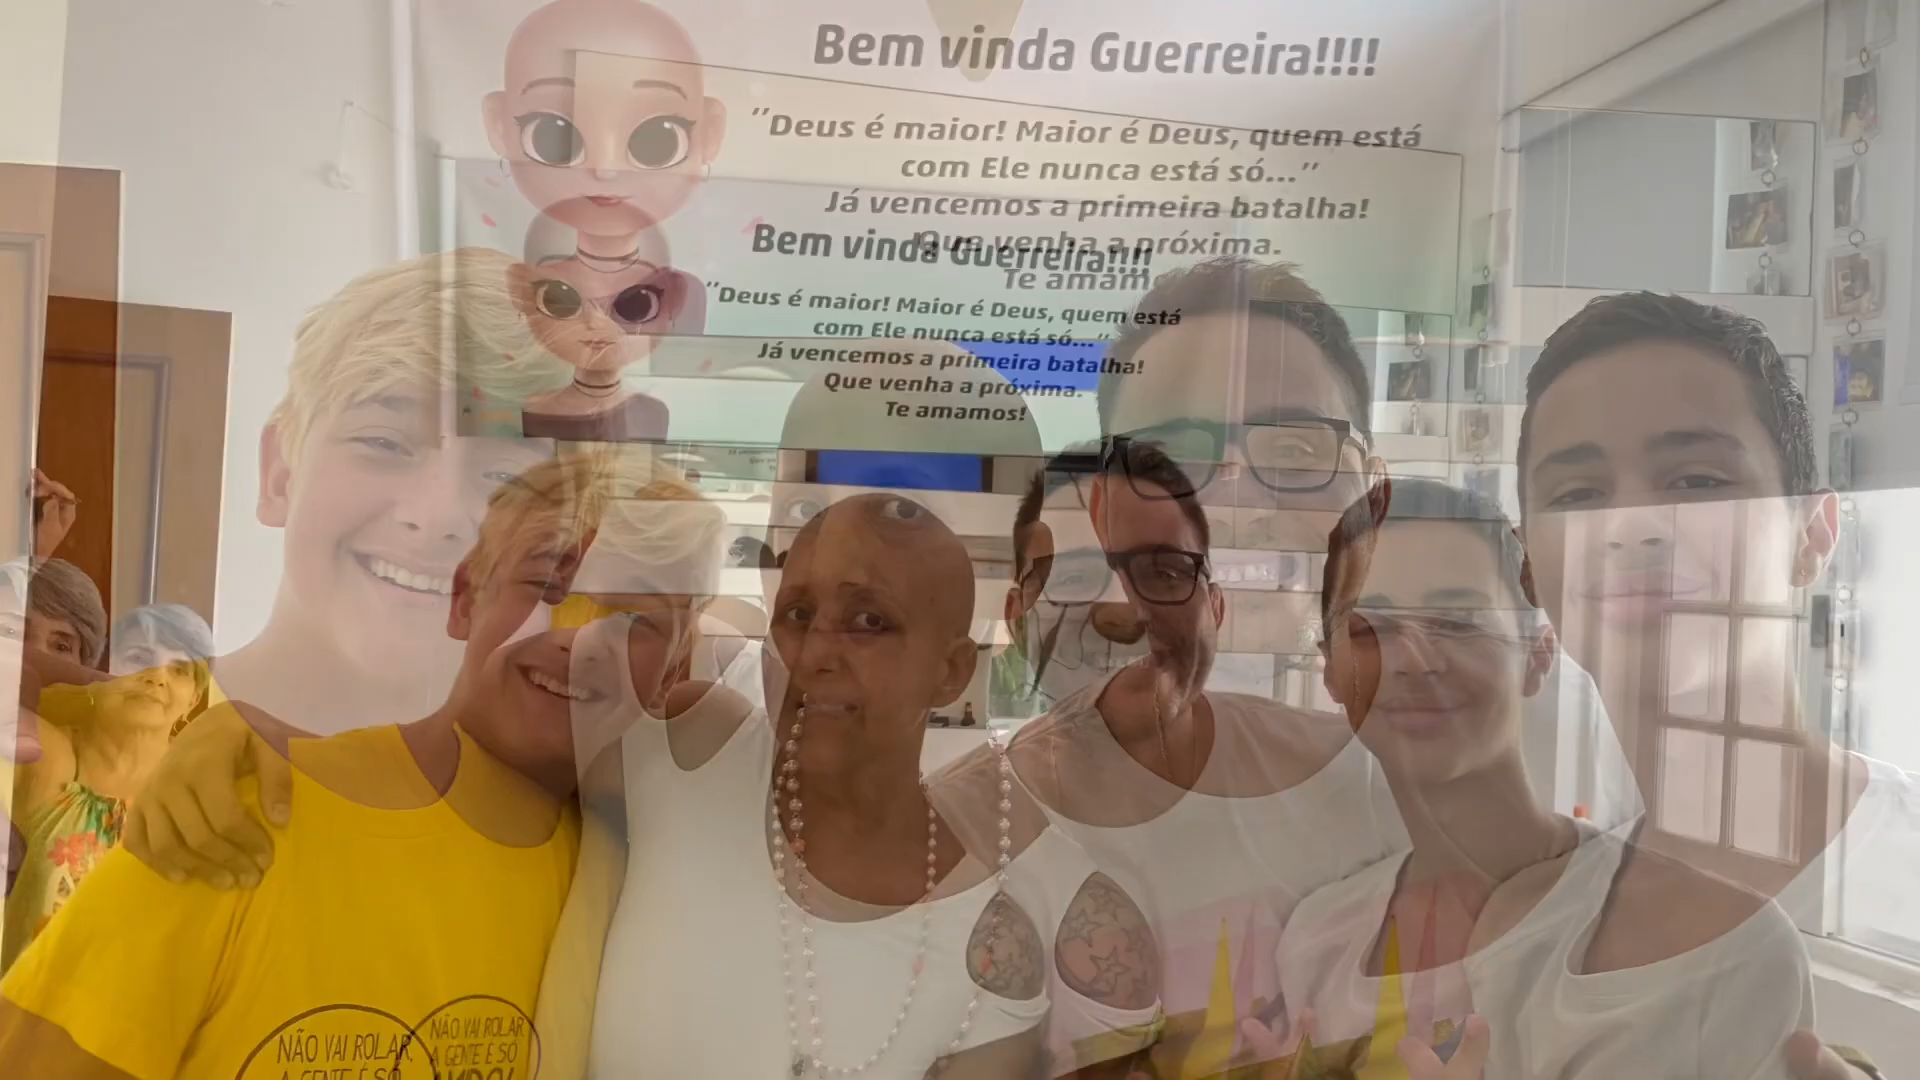 Bem vinda Guerreira!!!!
"Deus é maior! Maior é Deus, quem está
com Ele nunca está só..."
Já vencemos a primeira batalha!
Que venha a próxima.
Te amamos
Bem vinda Guerreira!!!!
"Deus é maior! Maior é Deus, quem está
com Ele nunca está só..."
Já vencemos a primeira batalha!
Que venha a próxima.
Te amamos!
NÃO VAI ROLAR,
A GENTE É SÓ
NÃO VAI ROLAR
A GENTE É SÓ